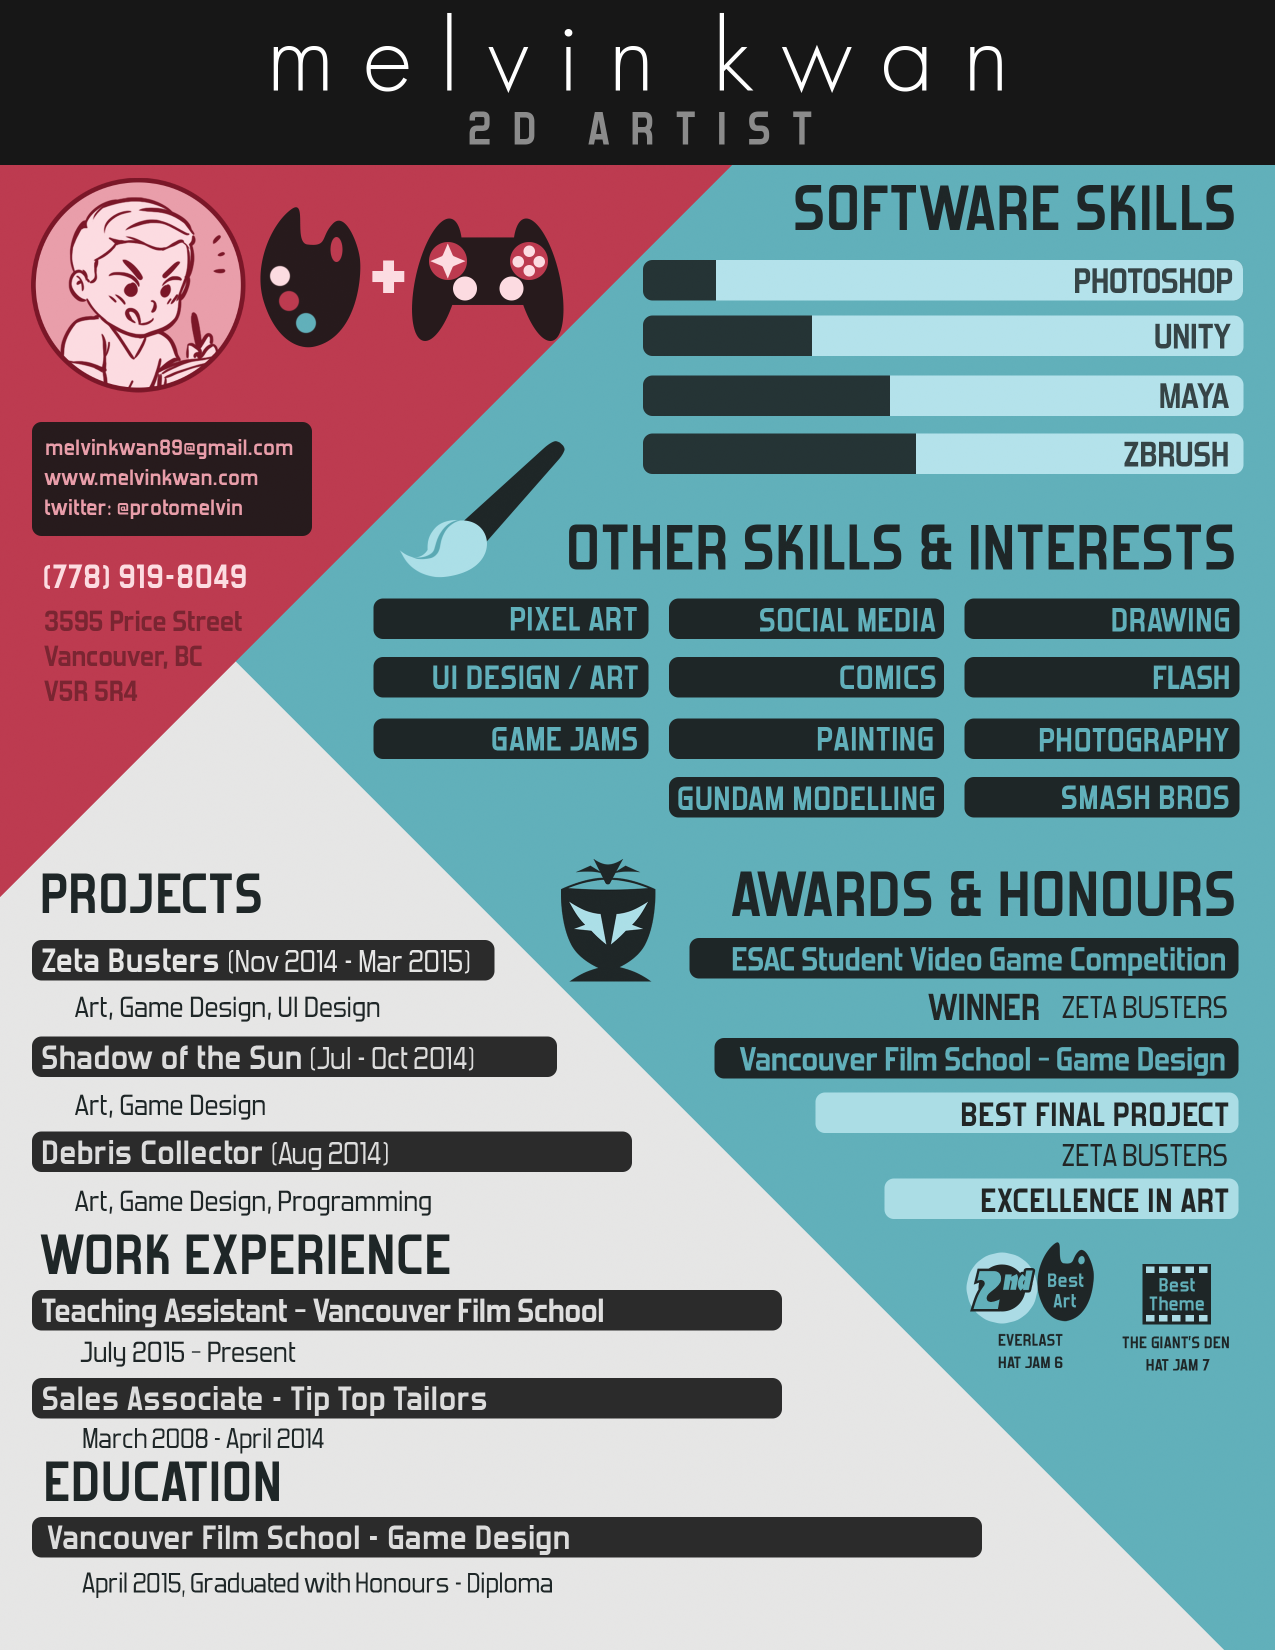 melvin kwan
2D ARTIST
melvinkwan89@gmail.com
www.melvinkwan.com
twitter: @protomelvin
(778) 919-8049
3595 Price Street
Vancouver, BC
V5R 5R4
SOFTWARE SKILLS
PHOTOSHOP
UNITY
MAYA
ZBRUSH
OTHER SKILLS & INTERESTS
PIXEL ART
SOCIAL MEDIA
DRAWING
UI DESIGN / ART
COMICS
FLASH
GAME JAMS
PAINTING
PHOTOGRAPHY
GUNDAM MODELLING
SMASH BROS
PROJECTS
Zeta Busters (Nov 2014 - Mar 2015)
Art, Game Design, UI Design
Shadow of the Sun (Jul - Oct 2014)
Art, Game Design
Debris Collector (Aug 2014)
Art, Game Design, Programming
WORK EXPERIENCE
Teaching Assistant – Vancouver Film School
July 2015 – Present
Sales Associate - Tip Top Tailors
March 2008 - April 2014
EDUCATION
Vancouver Film School - Game Design
April 2015, Graduated with Honours - Diploma
AWARDS & HONOURS
ESAC Student Video Game Competition
WINNER ZETA BUSTERS
Vancouver Film School – Game Design
BEST FINAL PROJECT
ZETA BUSTERS
EXCELLENCE IN ART
2nd
Best
Art
EVERLAST
HAT JAM 6
Best
Theme
THE GIANT'S DEN
HAT JAM 7